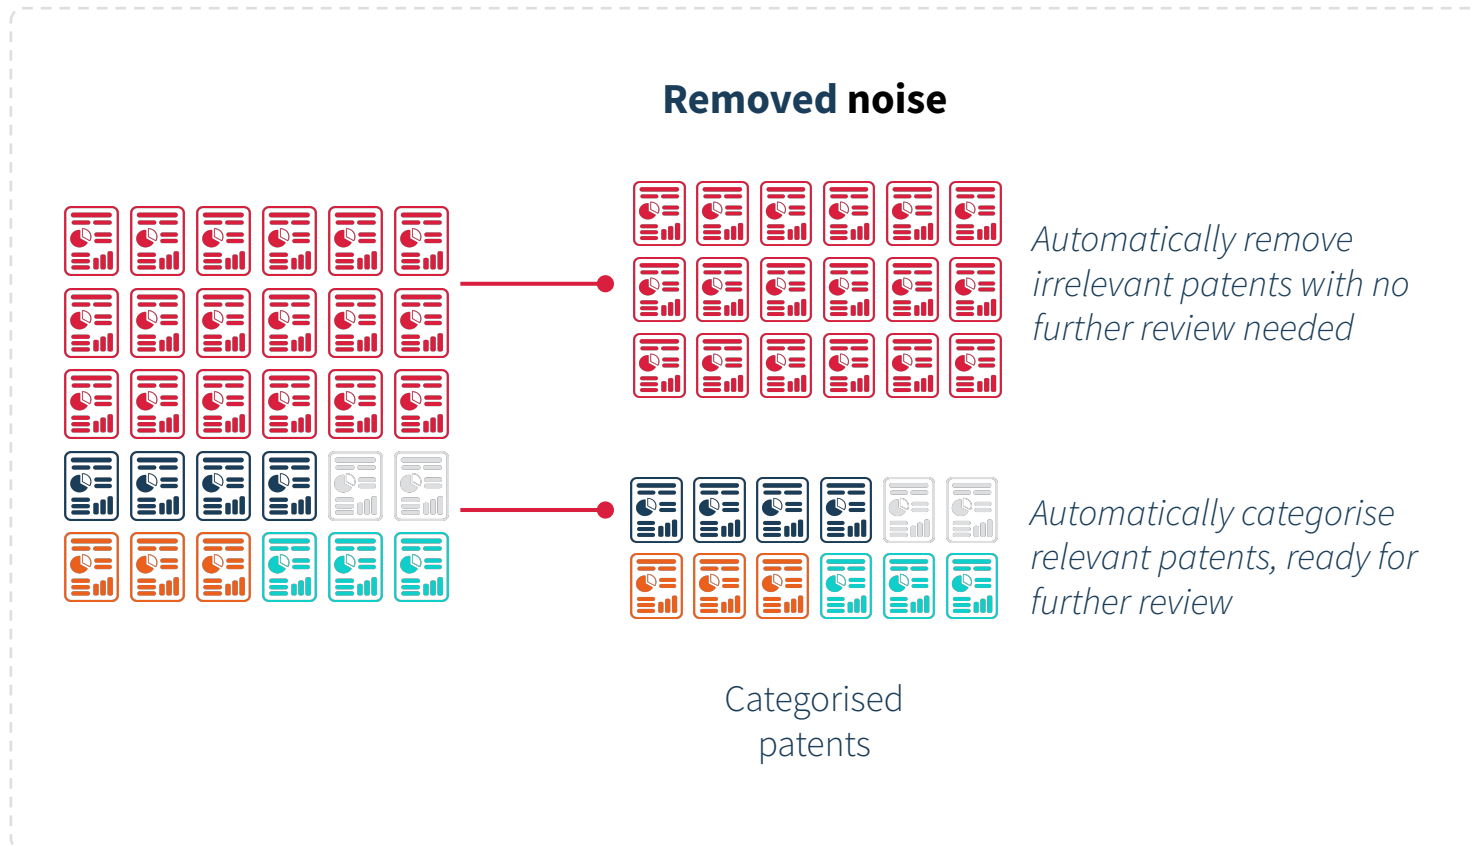 Removed noise
Automatically remove
irrelevant patents with no
further review needed
Automatically categorise
relevant patents, ready for
further review
Categorised
patents